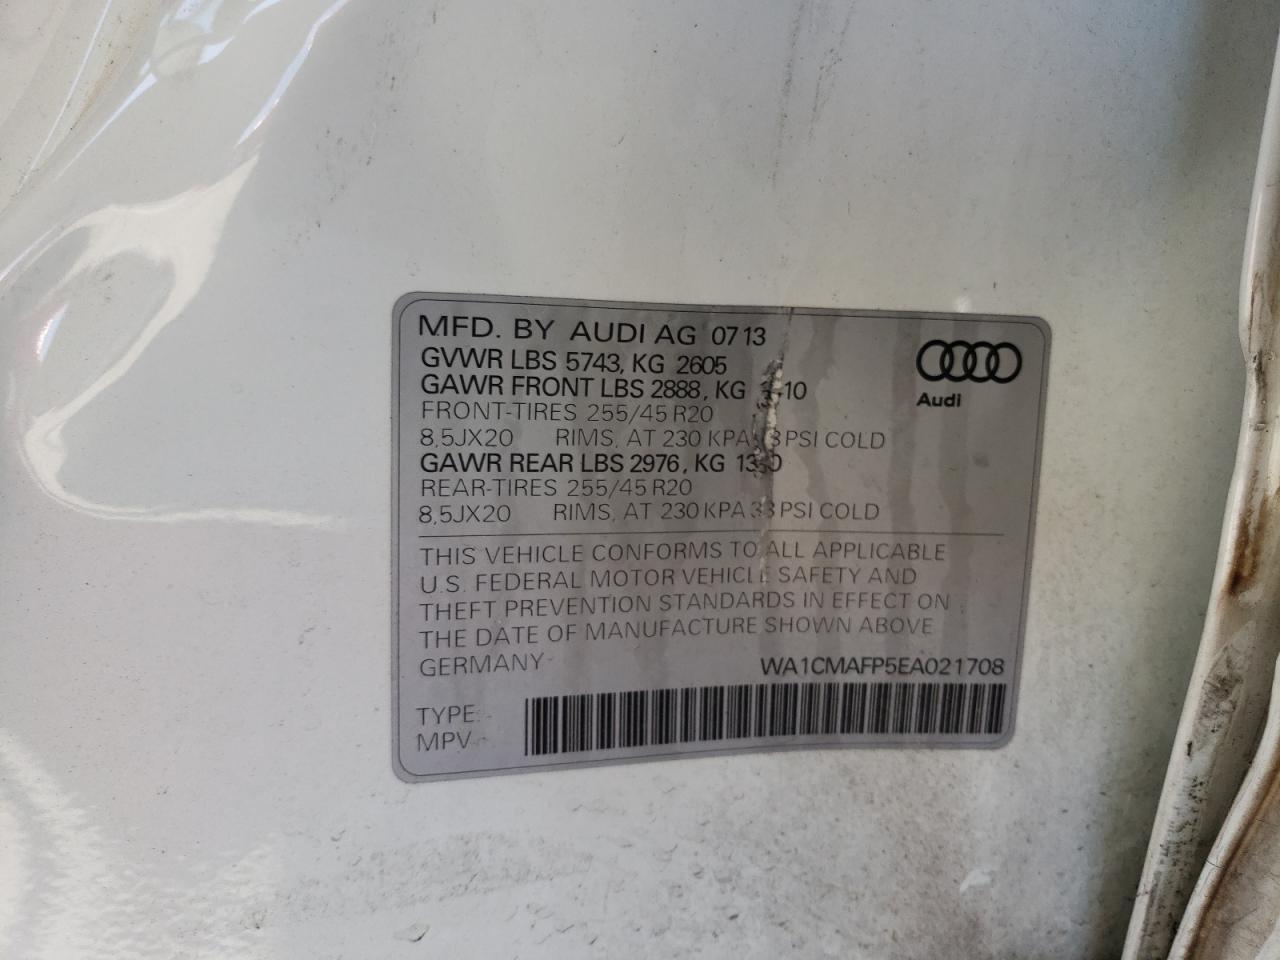 MFD. BY AUDI AG 0713
GVWR LBS 5743, KG 2605
GAWR FRONT LBS 2888, KG
FRONT-TIRES 255/45 R20
8,5JX20 RIMS, AT 230 KPA PSI COLD
GAWR REAR LBS 2976, KG
REAR-TIRES 255/45 R20
8,5JX20 RIMS, AT 230 KPA 33 PSI COLD
Audi
THIS VEHICLE CONFORMS TO ALL APPLICABLE
U.S. FEDERAL MOTOR VEHICLE SAFETY AND
THEFT PREVENTION STANDARDS IN EFFECT ON
THE DATE OF MANUFACTURE SHOWN ABOVE
GERMANY WA1CMAFP5EA021708
TYPE:
MPV